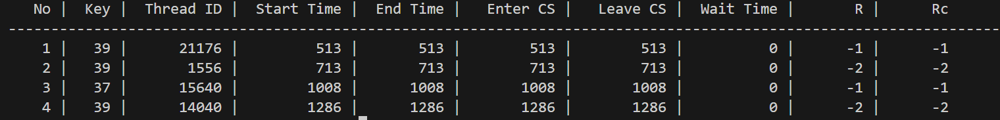 No | Key | Thread ID | Start Time | End Time | Enter CS | Leave CS | Wait Time | R | Rc
---------------------------------------------------------------------------------------------------------------------
1 | 39 | 21176 | 513 | 513 | 513 | 513 | 0 | -1 | -1
2 | 39 | 1556 | 713 | 713 | 713 | 713 | 0 | -2 | -2
3 | 37 | 15640 | 1008 | 1008 | 1008 | 1008 | 0 | -1 | -1
4 | 39 | 14040 | 1286 | 1286 | 1286 | 1286 | 0 | -2 | -2